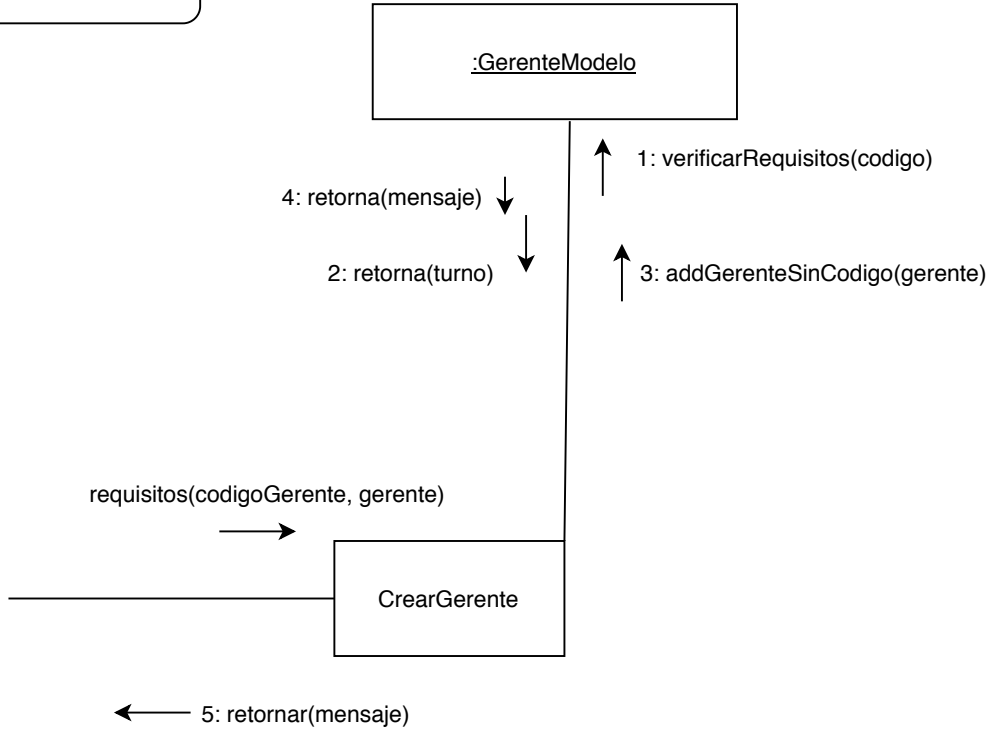 :GerenteModelo
1: verificarRequisitos(codigo)
4: retorna(mensaje)
2: retorna(turno)
3: addGerenteSinCodigo(gerente)
requisitos(codigoGerente, gerente)
CrearGerente
5: retornar(mensaje)